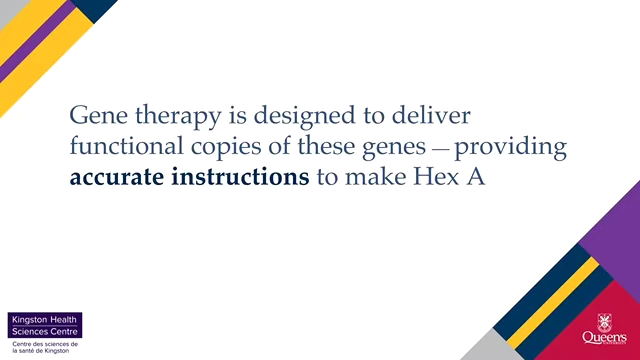 Gene therapy is designed to deliver
functional copies of these genes — providing
accurate instructions to make Hex A
Kingston Health
Sciences Centre
Centre des sciences de
la santé de Kingston
Queen's
UNIVERSITY